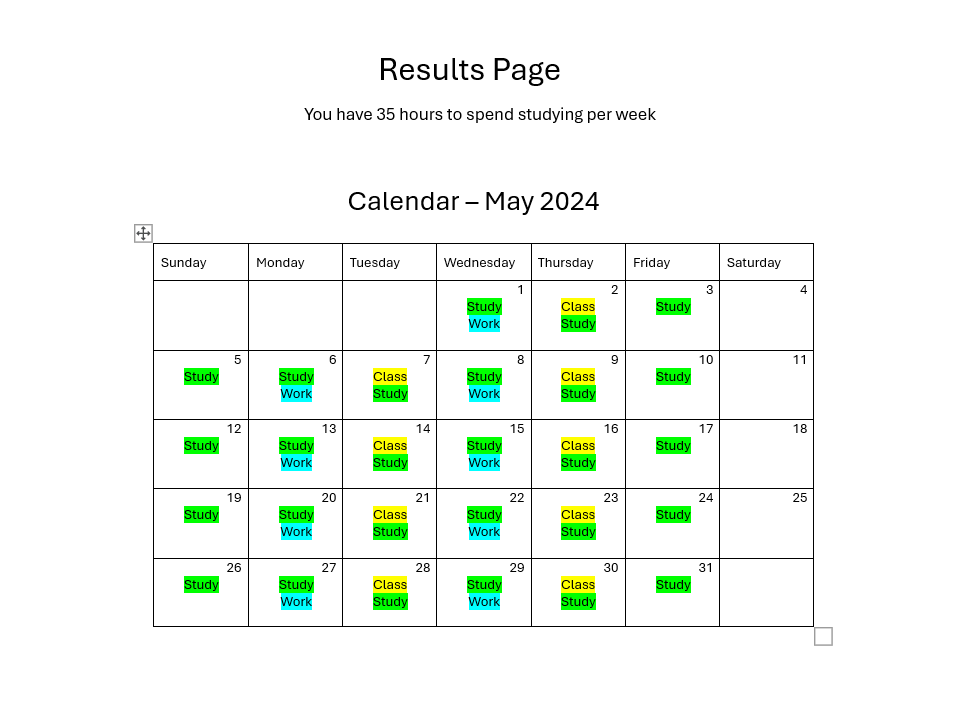 Results Page
You have 35 hours to spend studying per week
Calendar – May 2024
Sunday Monday Tuesday Wednesday Thursday Friday Saturday
1 2 3 4
Study Class Study
Work Study
5 6 7 8 9 10 11
Study Study Class Study Class Study
Work Study Work Study
12 13 14 15 16 17 18
Study Study Class Study Class Study
Work Study Work Study
19 20 21 22 23 24 25
Study Study Class Study Class Study
Work Study Work Study
26 27 28 29 30 31
Study Study Class Study Class Study
Work Study Work Study